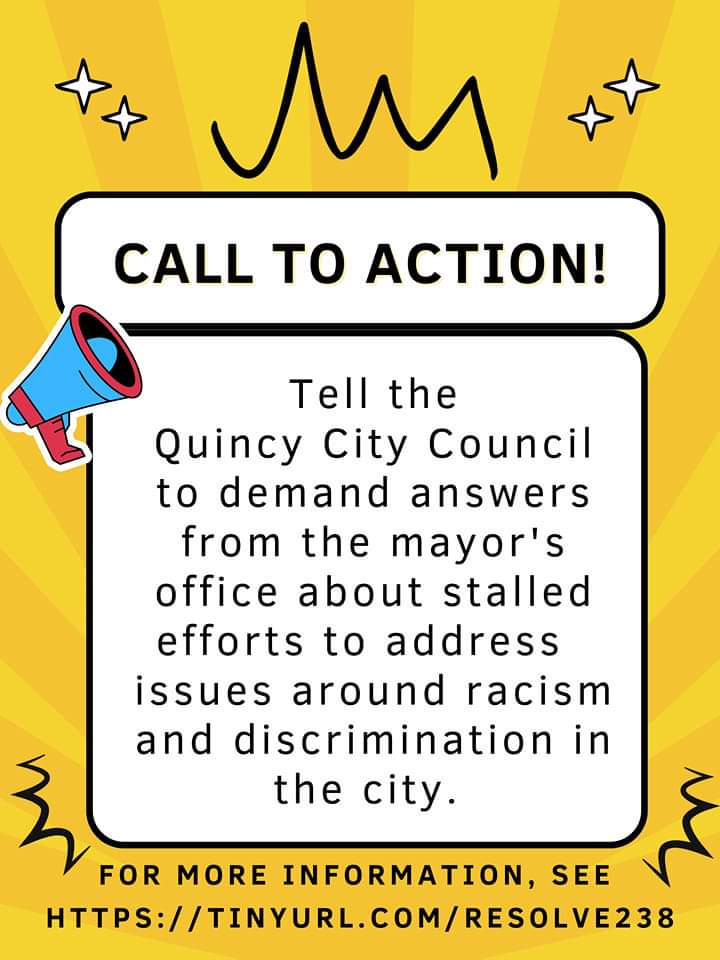 CALL TO ACTION!
Tell the
Quincy City Council
to demand answers
from the mayor's
office about stalled
efforts to address
issues around racism
and discrimination in
the city.
FOR MORE INFORMATION, SEE
HTTPS://TINYURL.COM/RESOLVE238